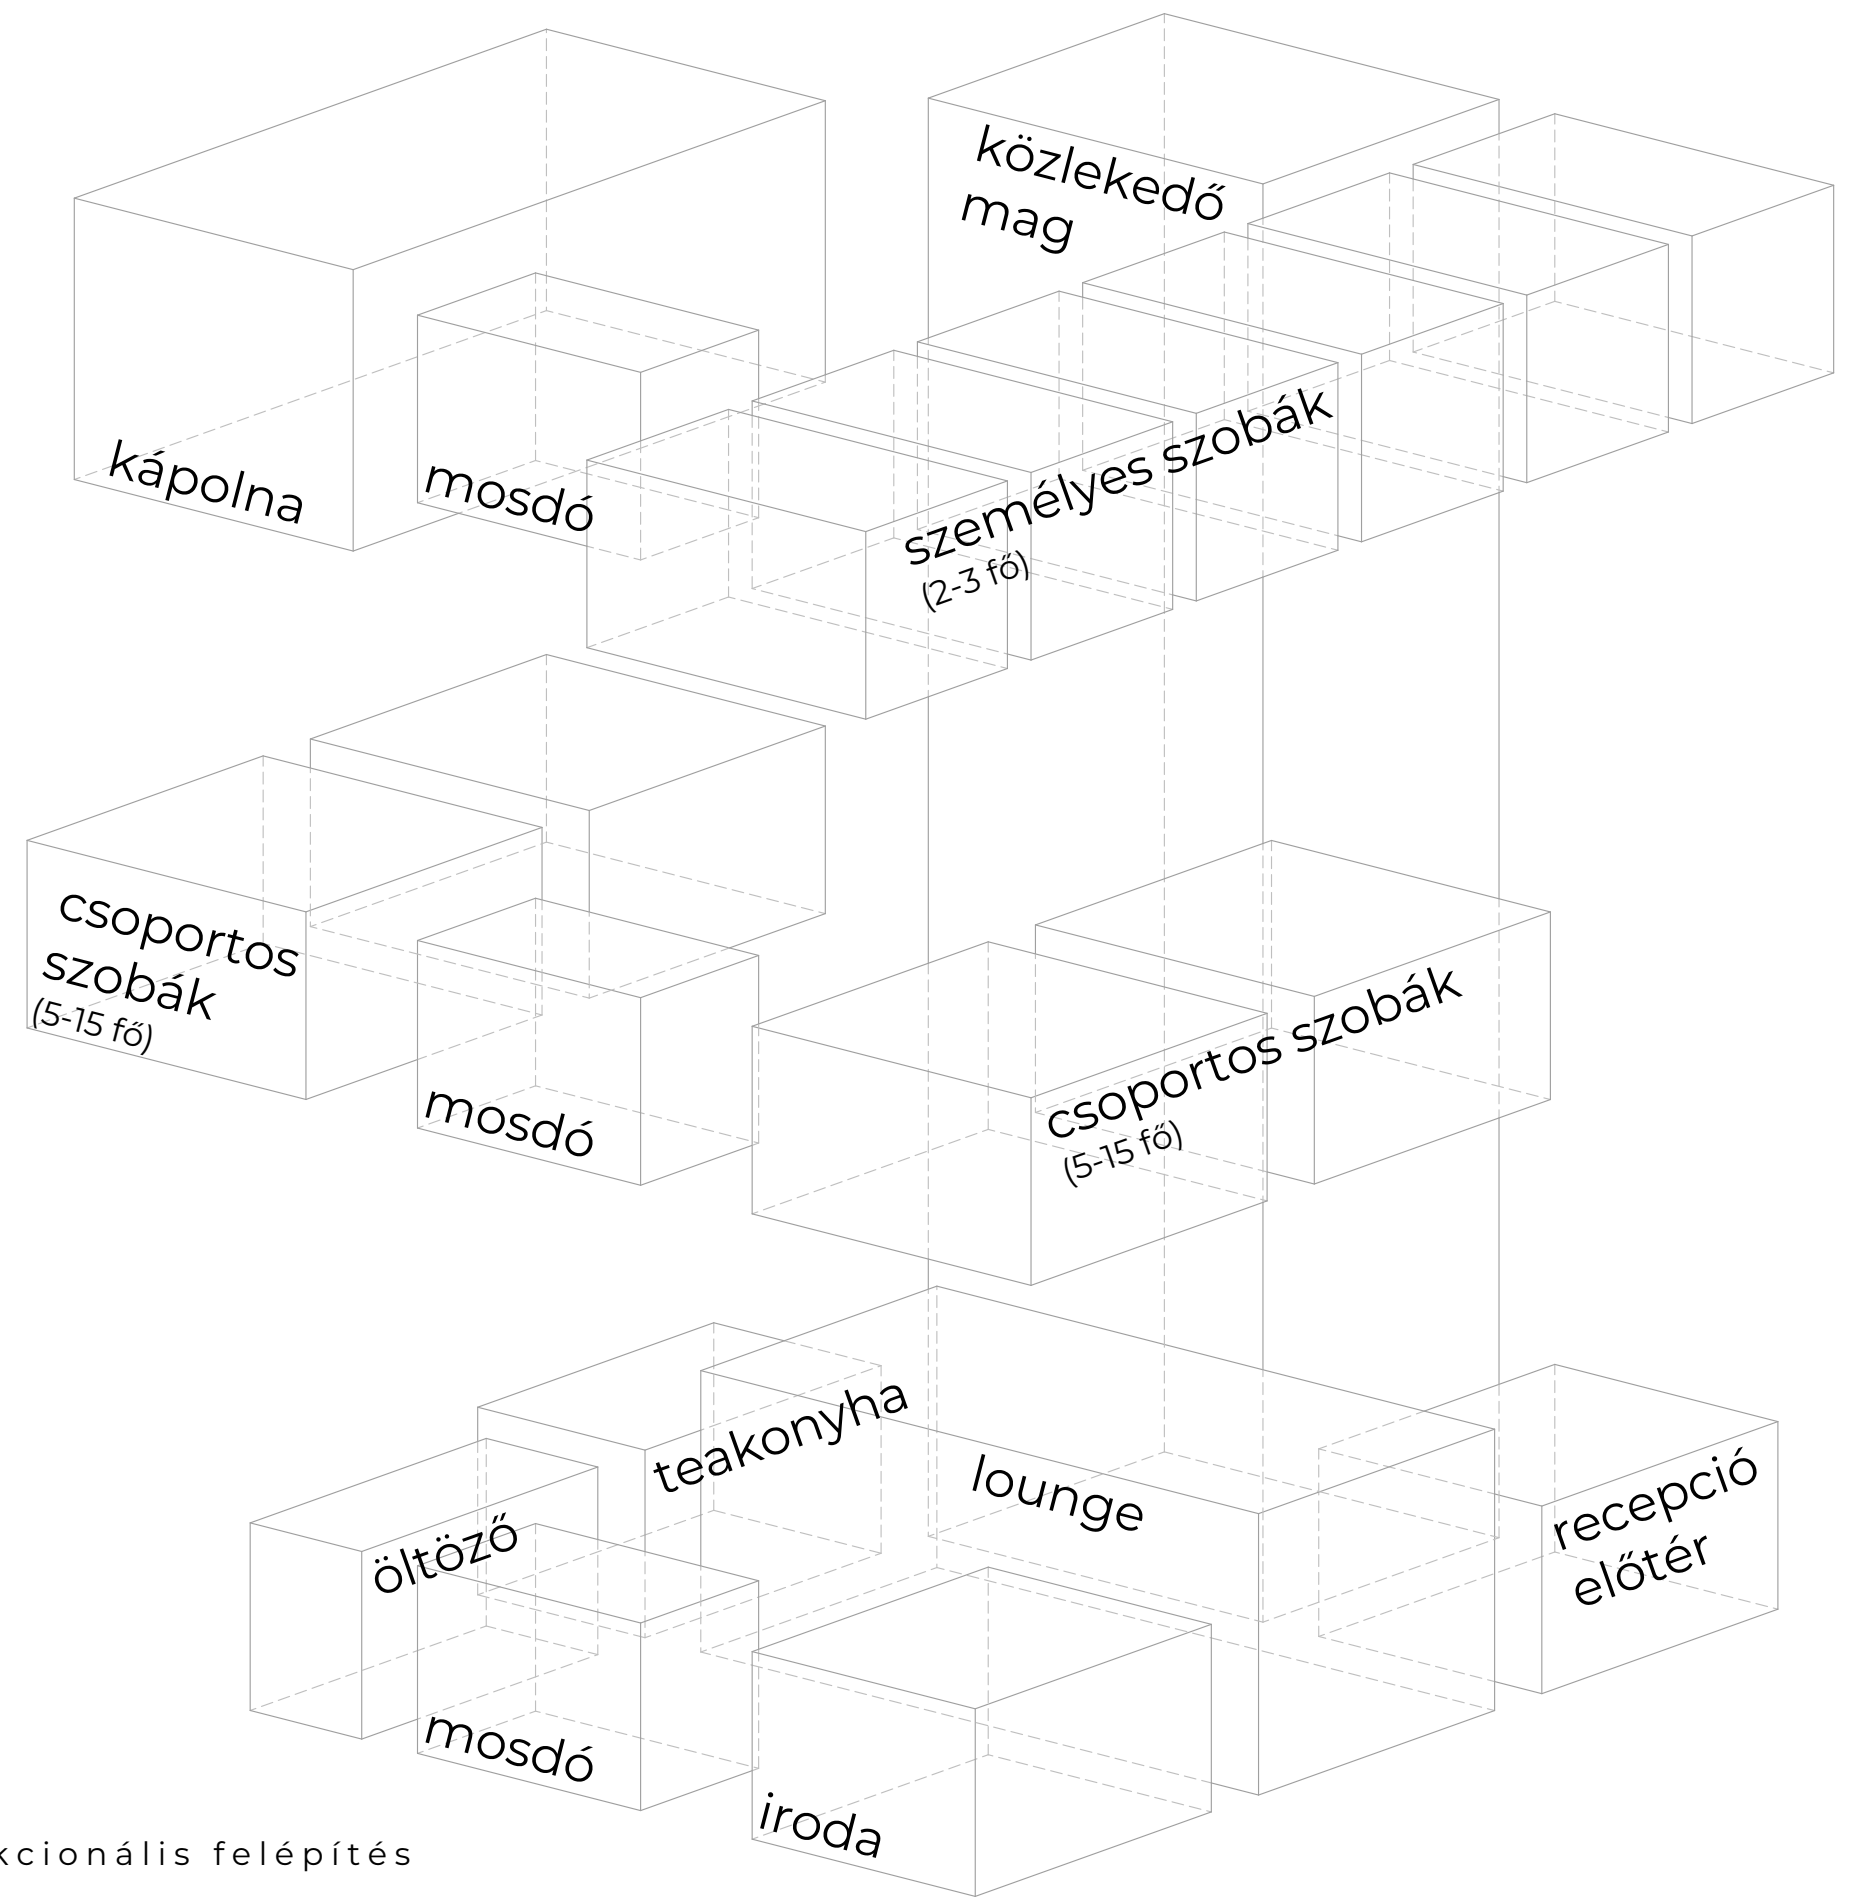 közlekedő
mag
kápolna
mosdó
személyes szobák
(2-3 fő)
csoportos
szobák
(5-15 fő)
mosdó
csoportos szobák
(5-15 fő)
teakonyha
lounge
recepció
előtér
öltöző
mosdó
iroda
kcionális felépítés